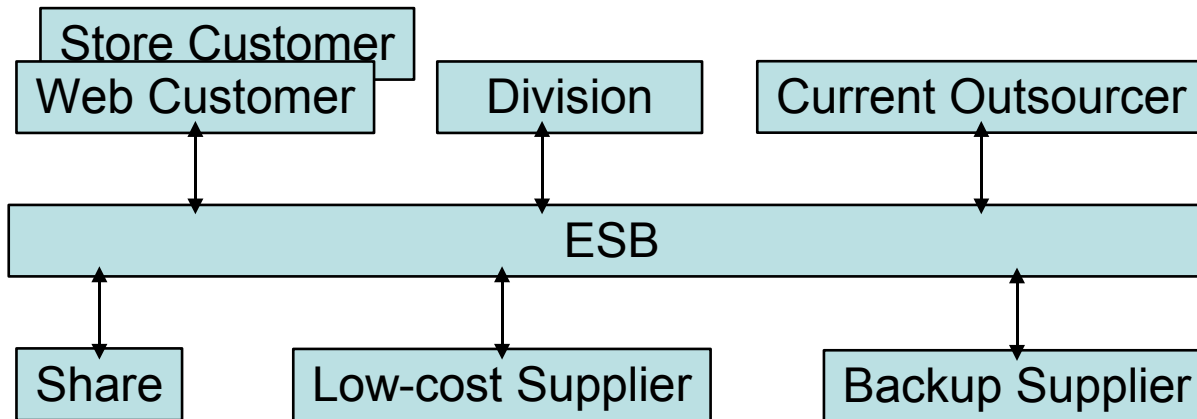 Store Customer
Web Customer
Division
Current Outsourcer
ESB
Share
Low-cost Supplier
Backup Supplier